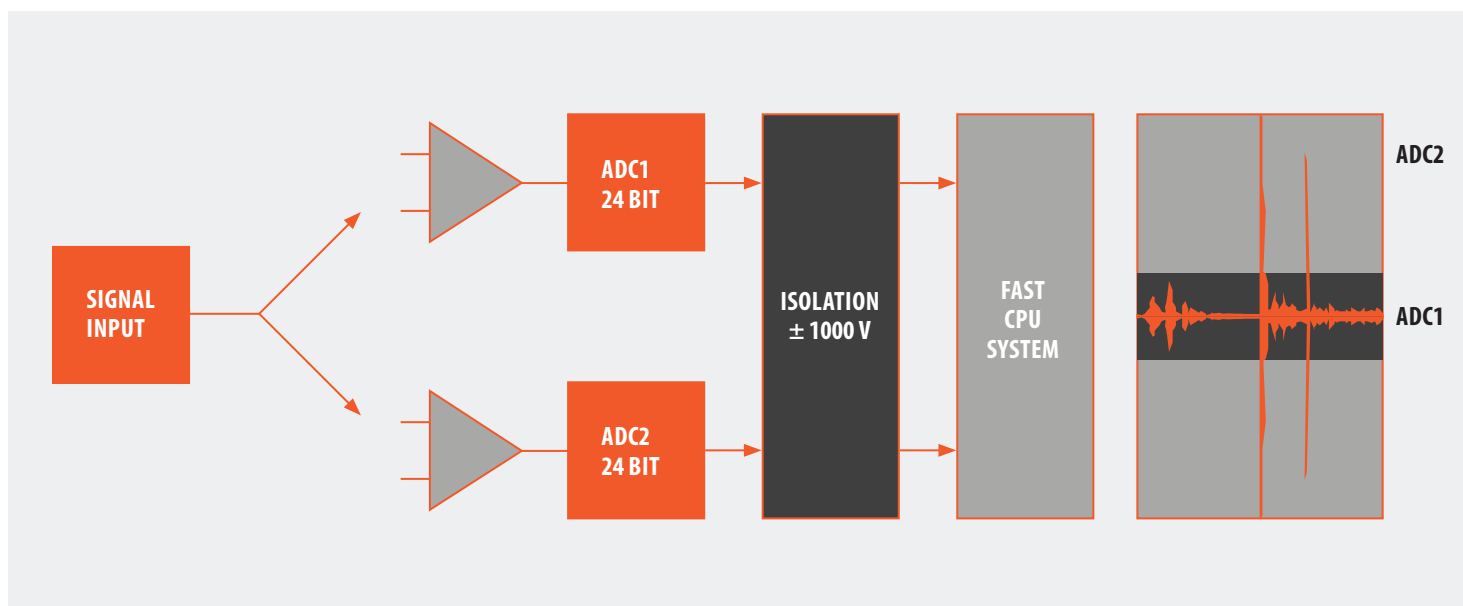 SIGNAL
INPUT
ADC1
24 BIT
ADC2
24 BIT
ISOLATION
± 1000 V
FAST
CPU
SYSTEM
ADC2
ADC1